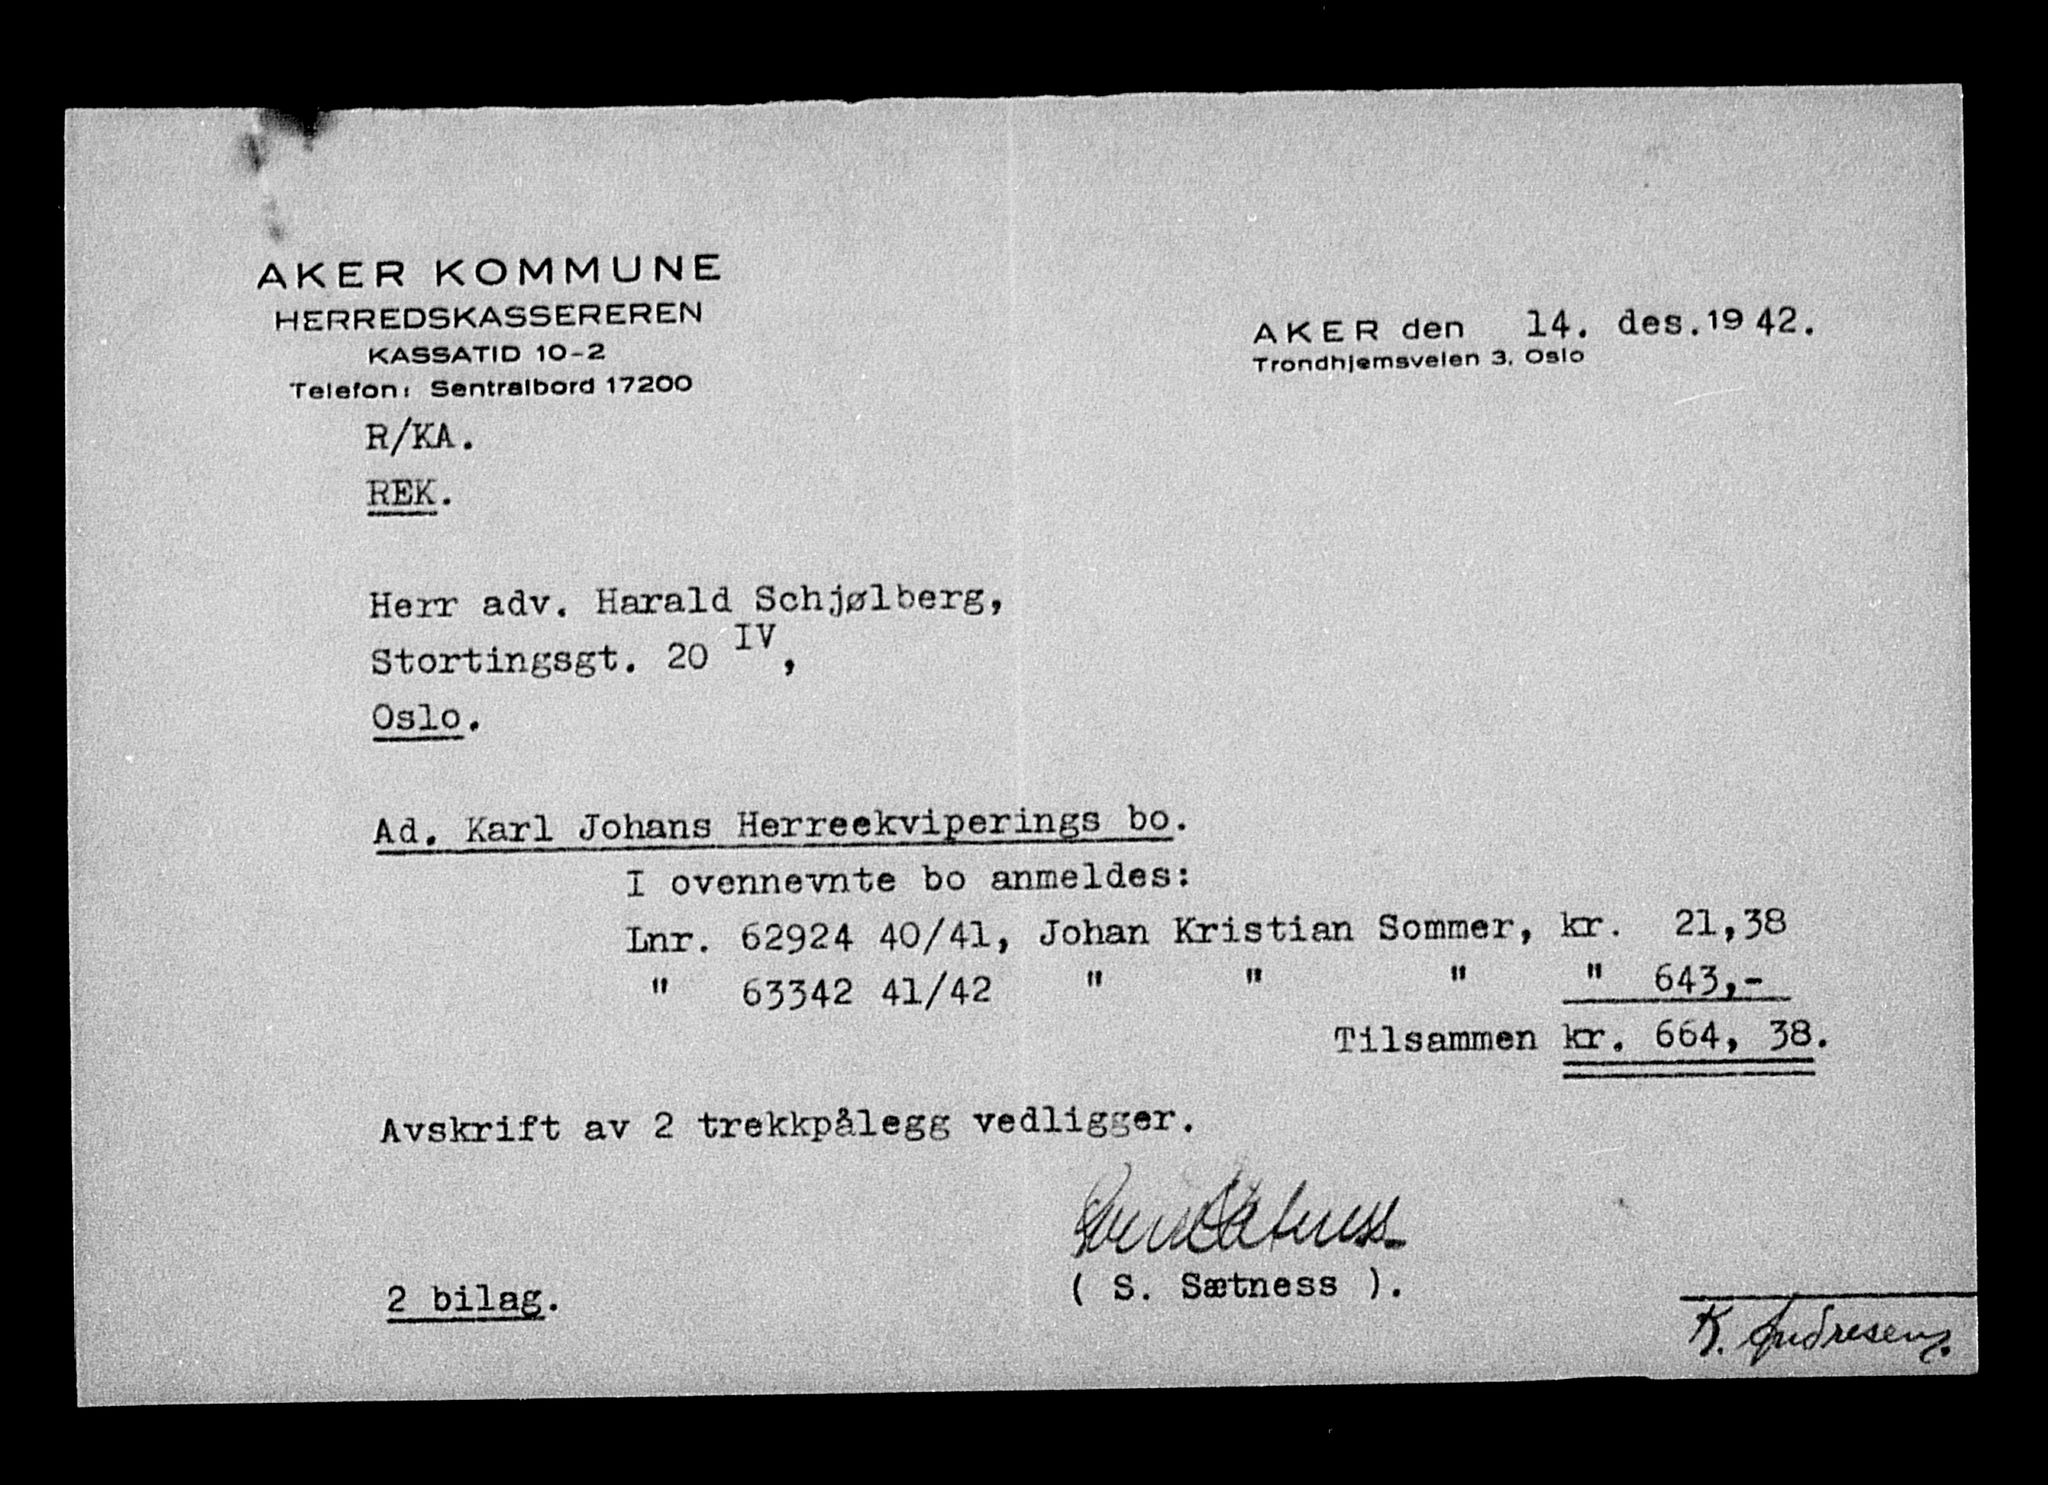 AKER KOMMUNE
HERREDSKASSEREREN
KASSATID 10-2
Telefon: Sentralbord 17200
AKER den 14. des. 1942.
Trondhjemsveien 3, Oslo
R/KA.
REK.
Herr adv. Harald Schjølberg,
Stortingsgt. 20 IV,
Oslo.
Ad. Karl Johans Herreekviperings bo.
I ovennevnte bo anmeldes:
Lnr. 62924 40/41, Johan Kristian Sommer, kr. 21,38
" 63342 41/42 " " " " 643,-
Tilsammen kr. 664, 38.
Avskrift av 2 trekkpålegg vedligger.
( S. Sætness ).
2 bilag.
K. Andresen